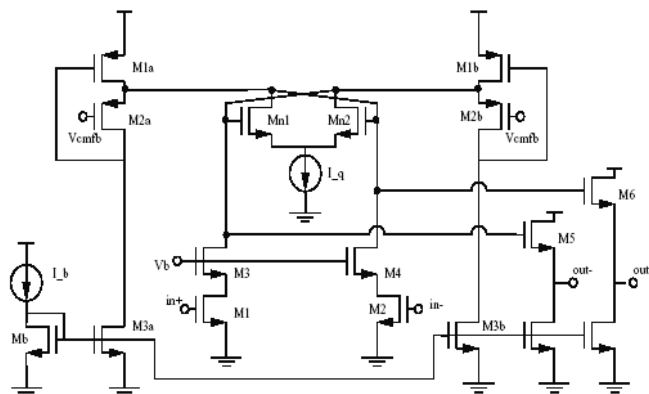 M1a
M1b
M2a
Mn1
Mn2
M2b
Vcmfb
Vcmfb
I_q
M6
M5
Vb
M3
M4
I_b
out-
out
in+
M1
M2
in-
Mb
M3a
M3b